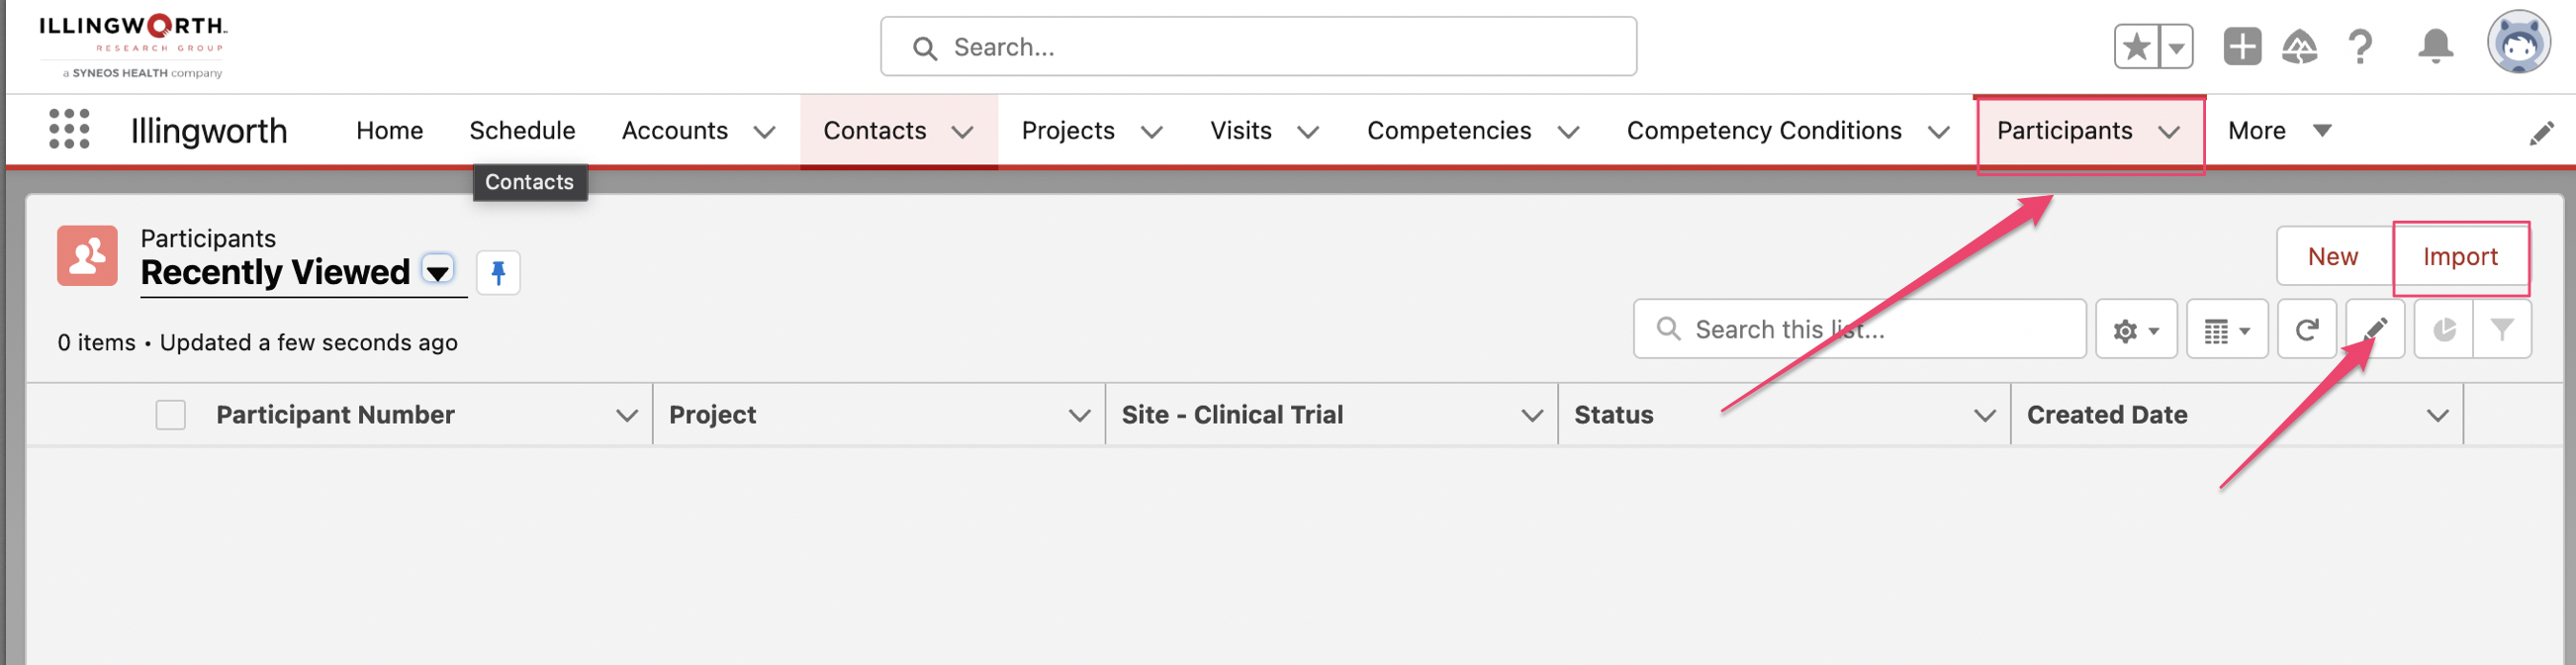 ILLINGWORTH
RESEARCH GROUP
a SYNEOS HEALTH company
Search...
Illingworth
Home
Schedule
Accounts
Contacts
Projects
Visits
Competencies
Competency Conditions
Participants
More
Contacts
Participants
Recently Viewed
New
Import
0 items • Updated a few seconds ago
Search this list...
Participant Number
Project
Site - Clinical Trial
Status
Created Date